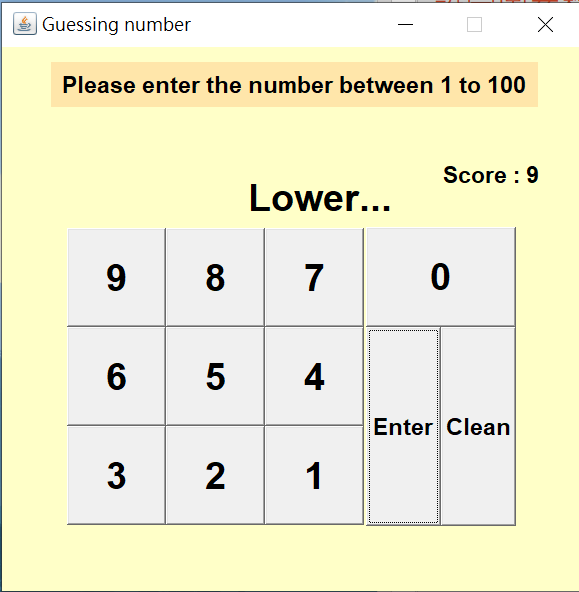 Guessing number
Please enter the number between 1 to 100
Score : 9
Lower...
9 8 7 0
6 5 4
Enter Clean
3 2 1